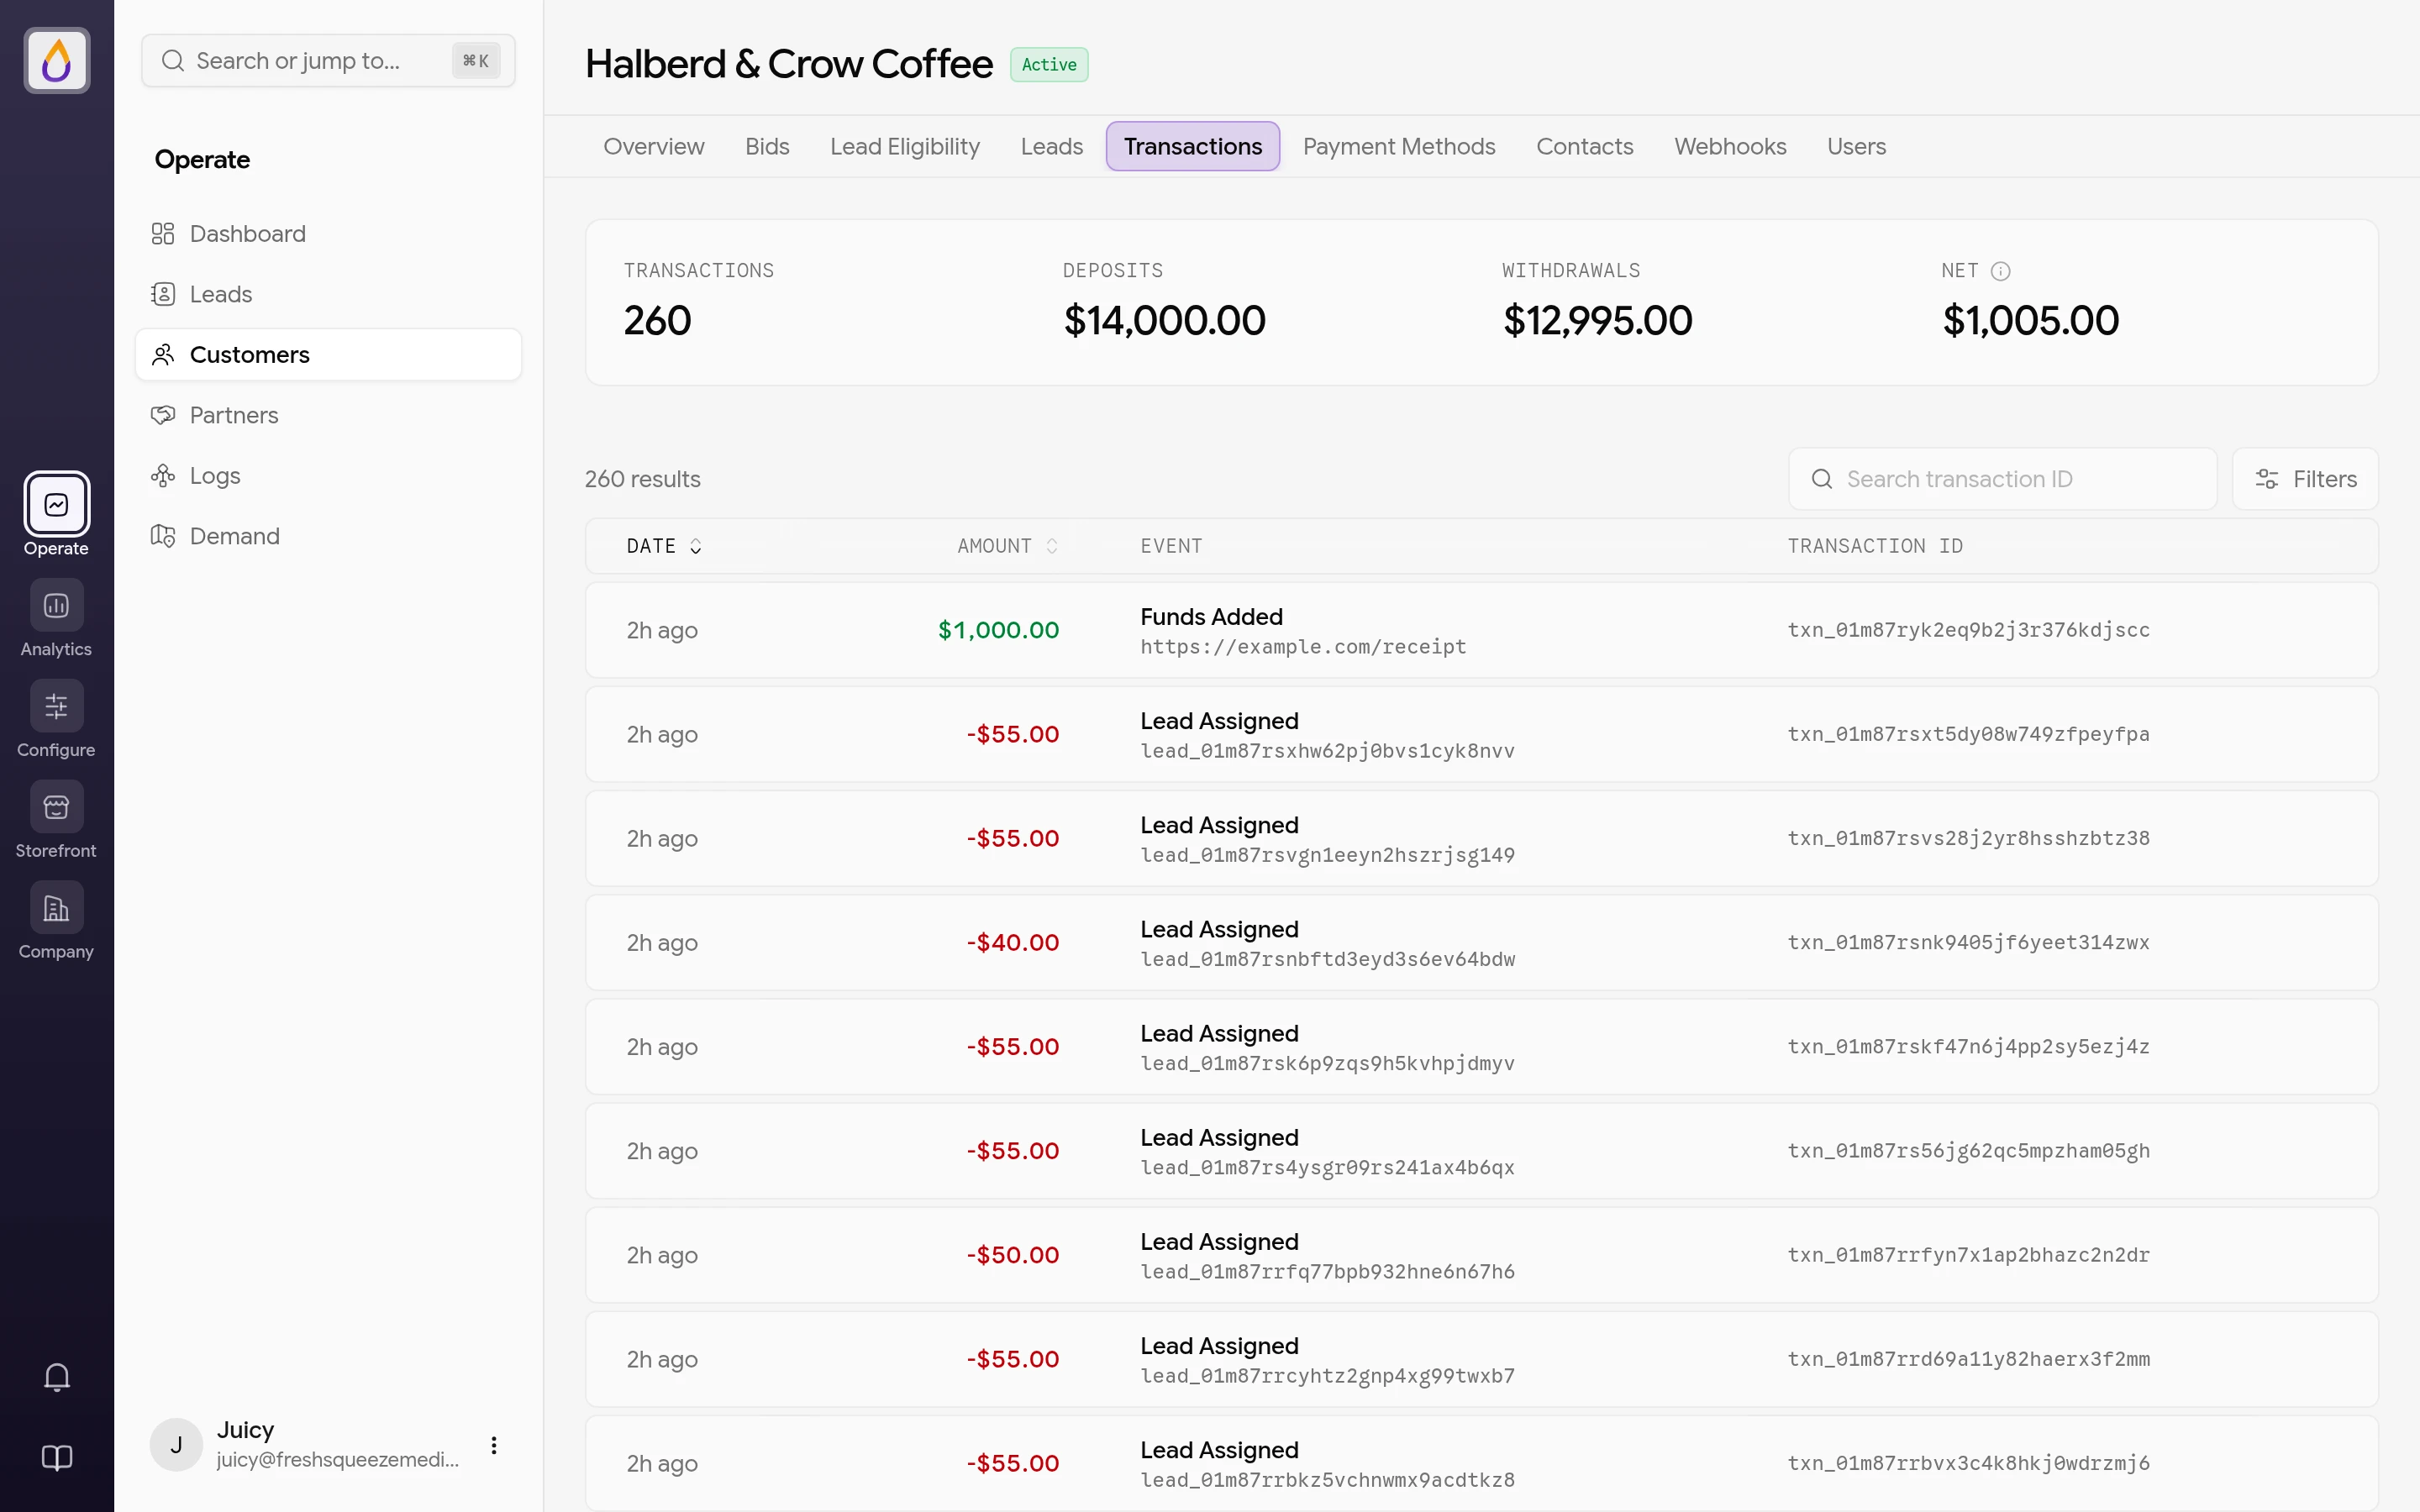 Search or jump to...
⌘K
Operate
Dashboard
Leads
Customers
Partners
Logs
Demand
Operate
Analytics
Configure
Storefront
Company
J
Juicy
juicy@freshsqueezemedi...
Halberd & Crow Coffee
Active
Overview
Bids
Lead Eligibility
Leads
Transactions
Payment Methods
Contacts
Webhooks
Users
TRANSACTIONS
260
DEPOSITS
$14,000.00
WITHDRAWALS
$12,995.00
NET
$1,005.00
260 results
Search transaction ID
Filters
DATE
AMOUNT
EVENT
TRANSACTION ID
2h ago
$1,000.00
Funds Added
https://example.com/receipt
txn_01m87ryk2eq9b2j3r376kdjscc
2h ago
-$55.00
Lead Assigned
lead_01m87rsxhw62pj0bvs1cyk8nvv
txn_01m87rsxt5dy08w749zfpeyfpa
2h ago
-$55.00
Lead Assigned
lead_01m87rsvgn1eeyn2hszrjsg149
txn_01m87rsvs28j2yr8hsshzbtz38
2h ago
-$40.00
Lead Assigned
lead_01m87rsnbftd3eyd3s6ev64bdw
txn_01m87rsnk9405jf6yeet314zwx
2h ago
-$55.00
Lead Assigned
lead_01m87rsk6p9zqs9h5kvhpjdmyv
txn_01m87rskf47n6j4pp2sy5ezj4z
2h ago
-$55.00
Lead Assigned
lead_01m87rs4ysgr09rs241ax4b6qx
txn_01m87rs56jg62qc5mpzham05gh
2h ago
-$50.00
Lead Assigned
lead_01m87rrfq77bpb932hne6n67h6
txn_01m87rrfyn7x1ap2bhazc2n2dr
2h ago
-$55.00
Lead Assigned
lead_01m87rrcyhtz2gnp4xg99twxb7
txn_01m87rrd69a11y82haerx3f2mm
2h ago
-$55.00
Lead Assigned
lead_01m87rrbkz5vchnwmx9acdtkz8
txn_01m87rrbvx3c4k8hkj0wdrzmj6